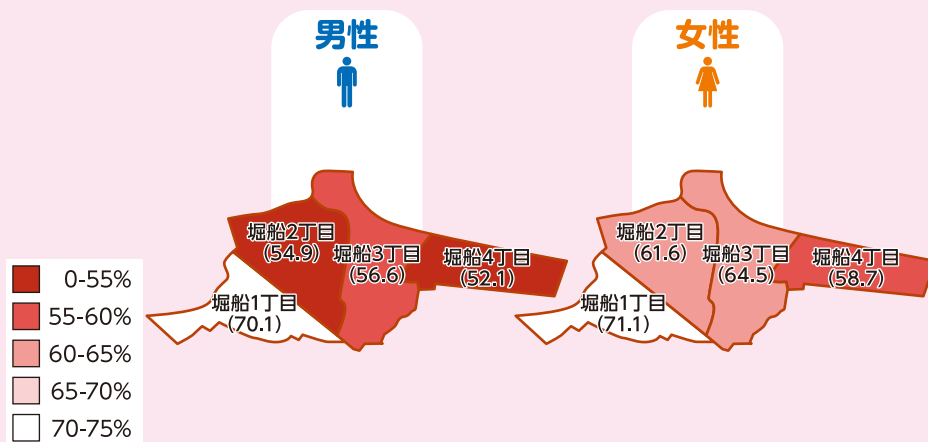 男性
女性
堀船2丁目
(54.9)
堀船3丁目
(56.6)
堀船4丁目
(52.1)
堀船1丁目
(70.1)
堀船2丁目
(61.6)
堀船3丁目
(64.5)
堀船4丁目
(58.7)
堀船1丁目
(71.1)
0-55%
55-60%
60-65%
65-70%
70-75%